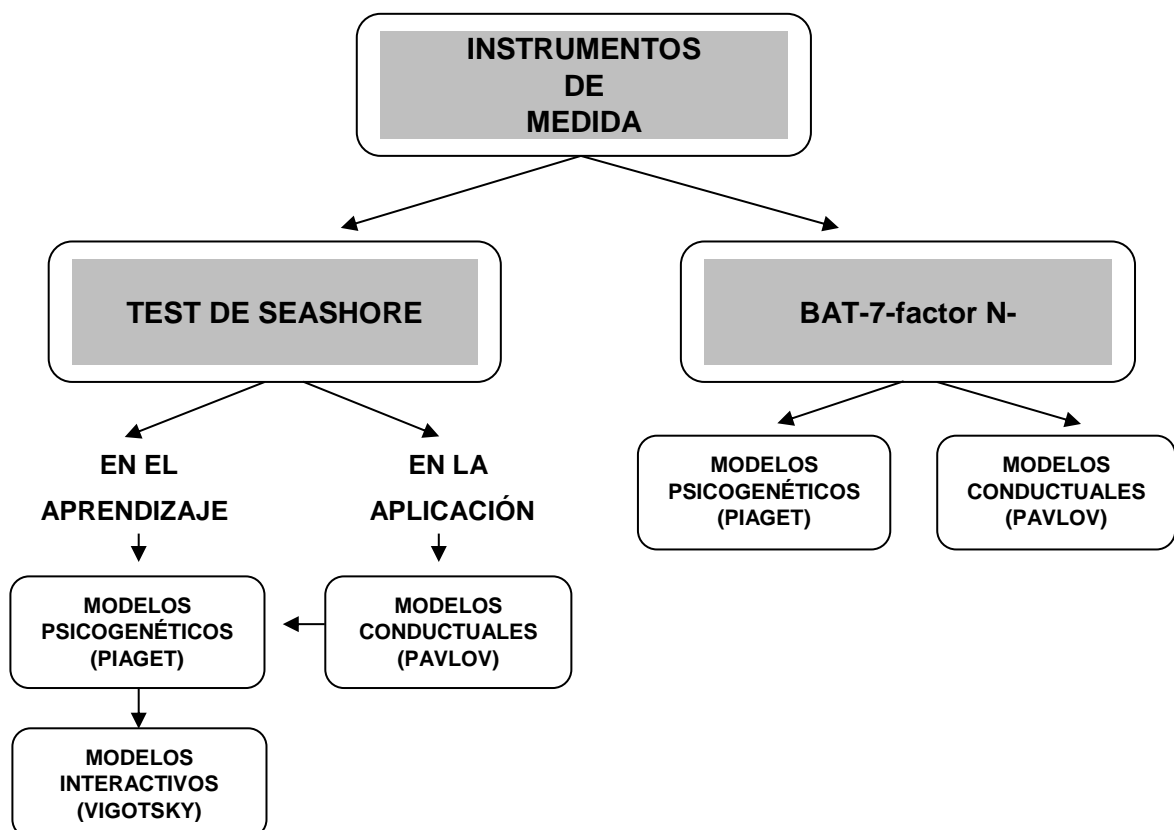 INSTRUMENTOS
DE
MEDIDA
TEST DE SEASHORE
BAT-7-factor N-
EN EL
APRENDIZAJE
EN LA
APLICACIÓN
MODELOS
PSICOGENÉTICOS
(PIAGET)
MODELOS
CONDUCTUALES
(PAVLOV)
MODELOS
PSICOGENÉTICOS
(PIAGET)
MODELOS
CONDUCTUALES
(PAVLOV)
MODELOS
INTERACTIVOS
(VIGOTSKY)